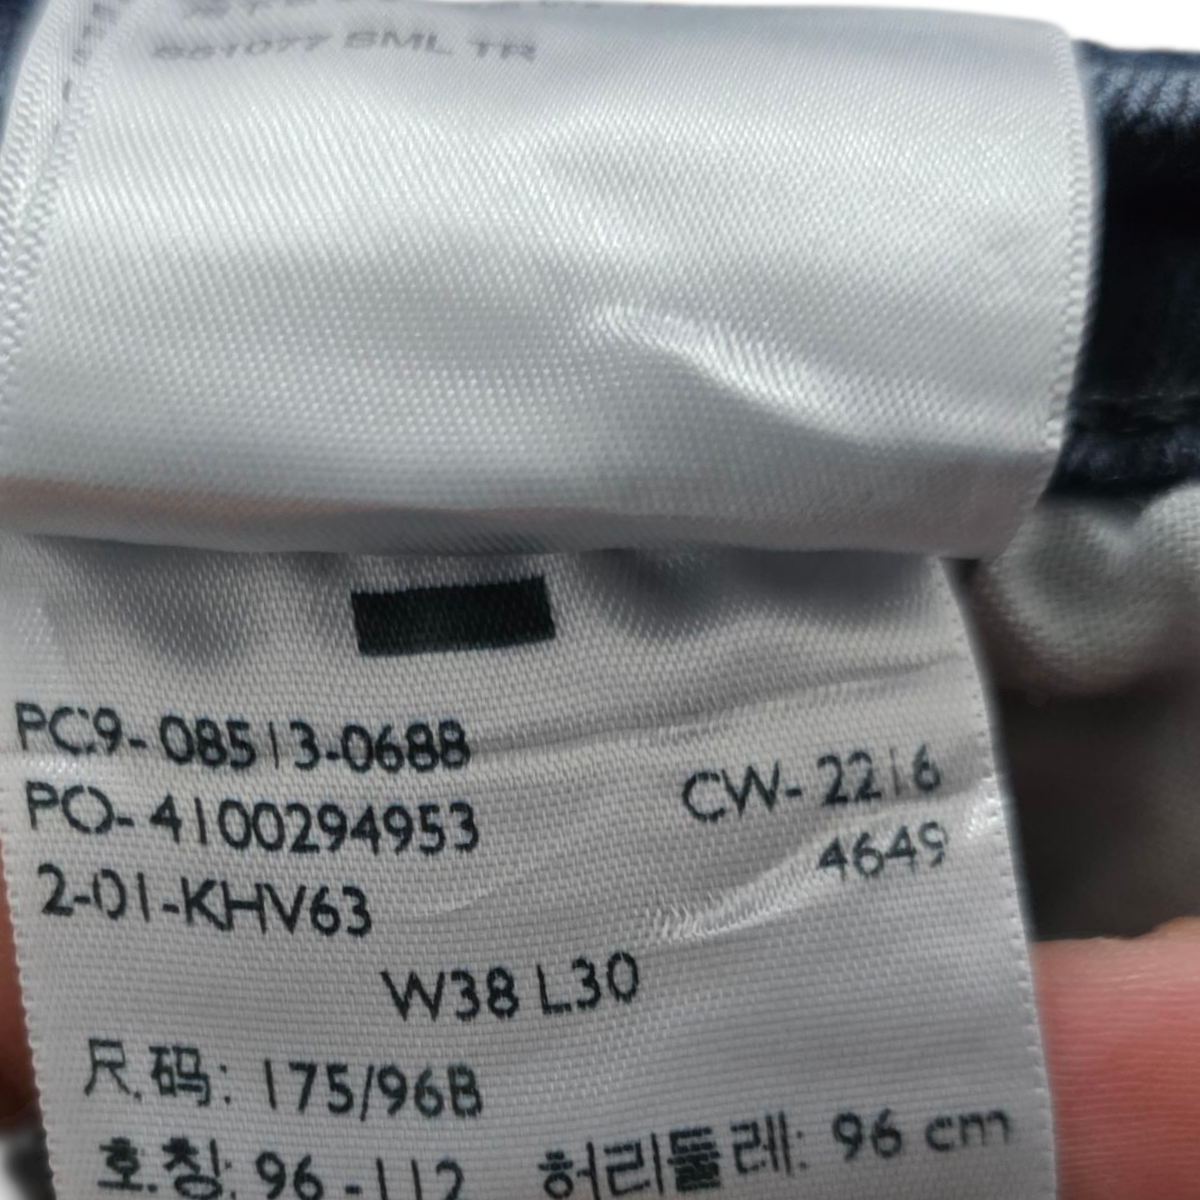 551077 SML TR
PC9-08513-0688
PO-4100294953
CW-2216
4649
2-01-KHV63
W38 L30
尺码: 175/96B
호칭: 96-112 허리둘레: 96 cm